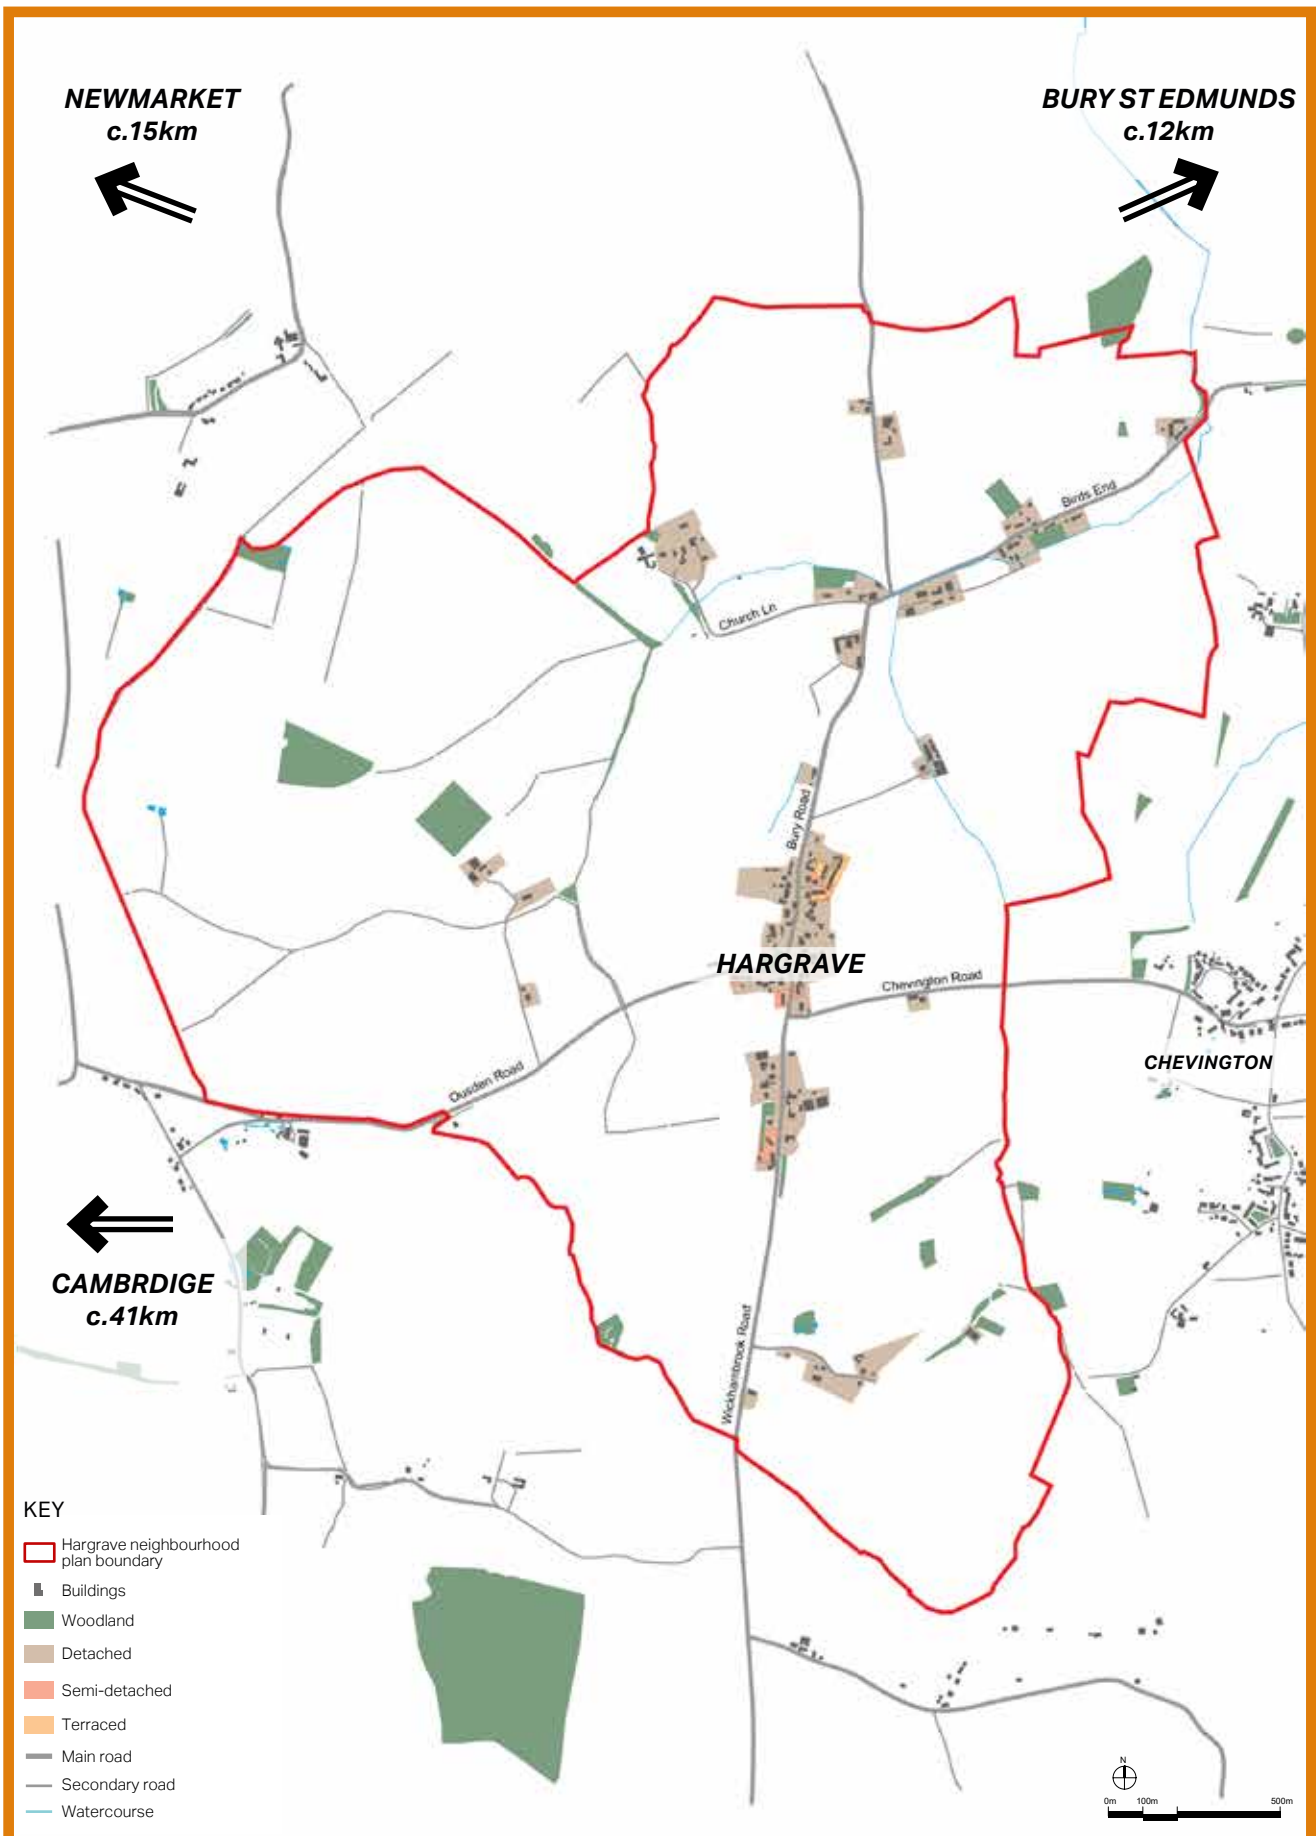 NEWMARKET
c.15km
BURY ST EDMUNDS
c.12km
Birds End
Church Ln
Bury Road
HARGRAVE
Chevington Road
CHEVINGTON
Ousden Road
CAMBRDIGE
c.41km
Wickhambrook Road
KEY
Hargrave neighbourhood
plan boundary
Buildings
Woodland
Detached
Semi-detached
Terraced
Main road
Secondary road
Watercourse
N
0m 100m 500m